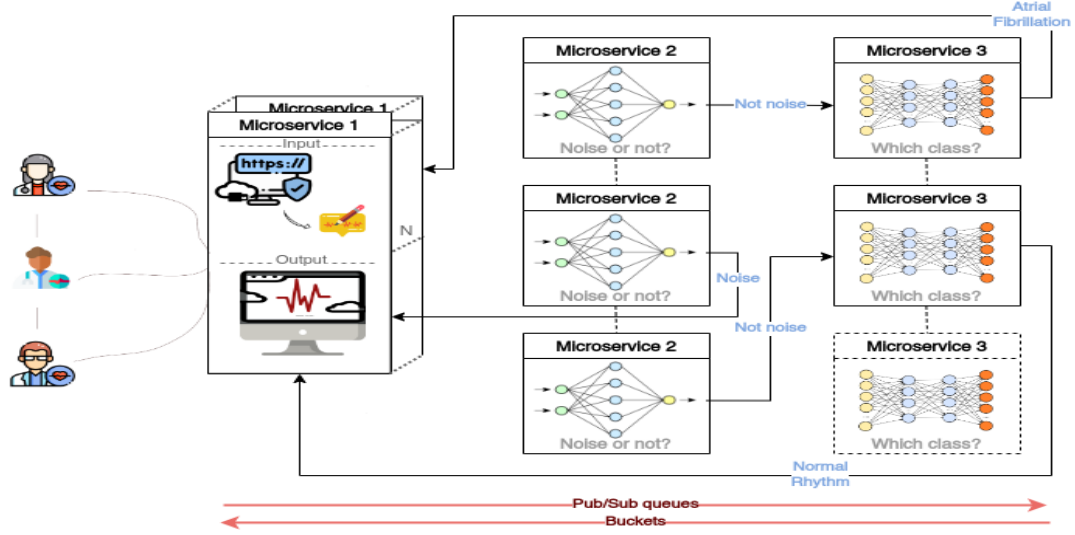 Atrial
Fibrillation
Microservice 1
Microservice 1
Input
https://
N
Output
Microservice 2
Noise or not?
Not noise
Microservice 3
Which class?
Microservice 2
Noise or not?
Noise
Microservice 3
Which class?
Not noise
Microservice 2
Noise or not?
Microservice 3
Which class?
Normal
Rhythm
Pub/Sub queues
Buckets